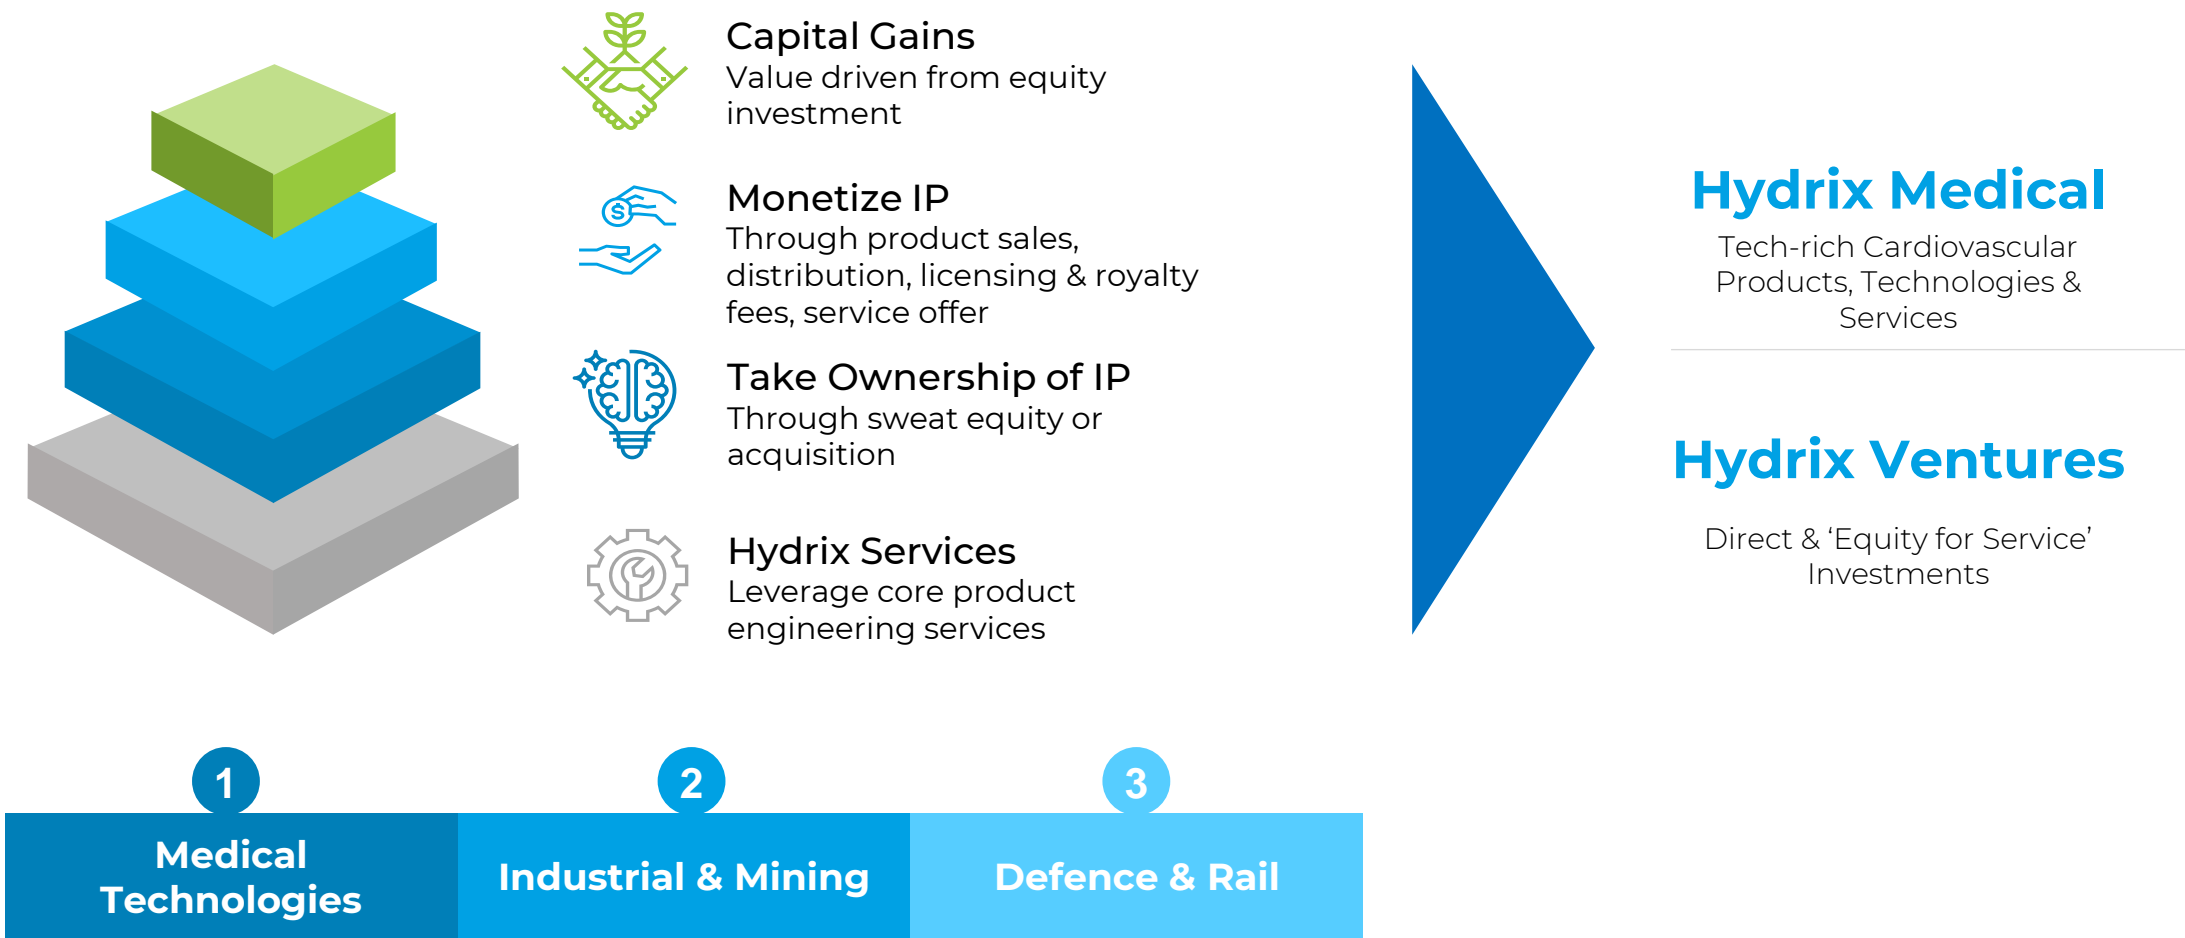 Capital Gains
Value driven from equity
investment
Monetize IP
Through product sales,
distribution, licensing & royalty
fees, service offer
Take Ownership of IP
Through sweat equity or
acquisition
Hydrix Services
Leverage core product
engineering services
$
Hydrix Medical
Tech-rich Cardiovascular
Products, Technologies &
Services
Hydrix Ventures
Direct & ‘Equity for Service’
Investments
1
Medical
Technologies
2
Industrial & Mining
3
Defence & Rail